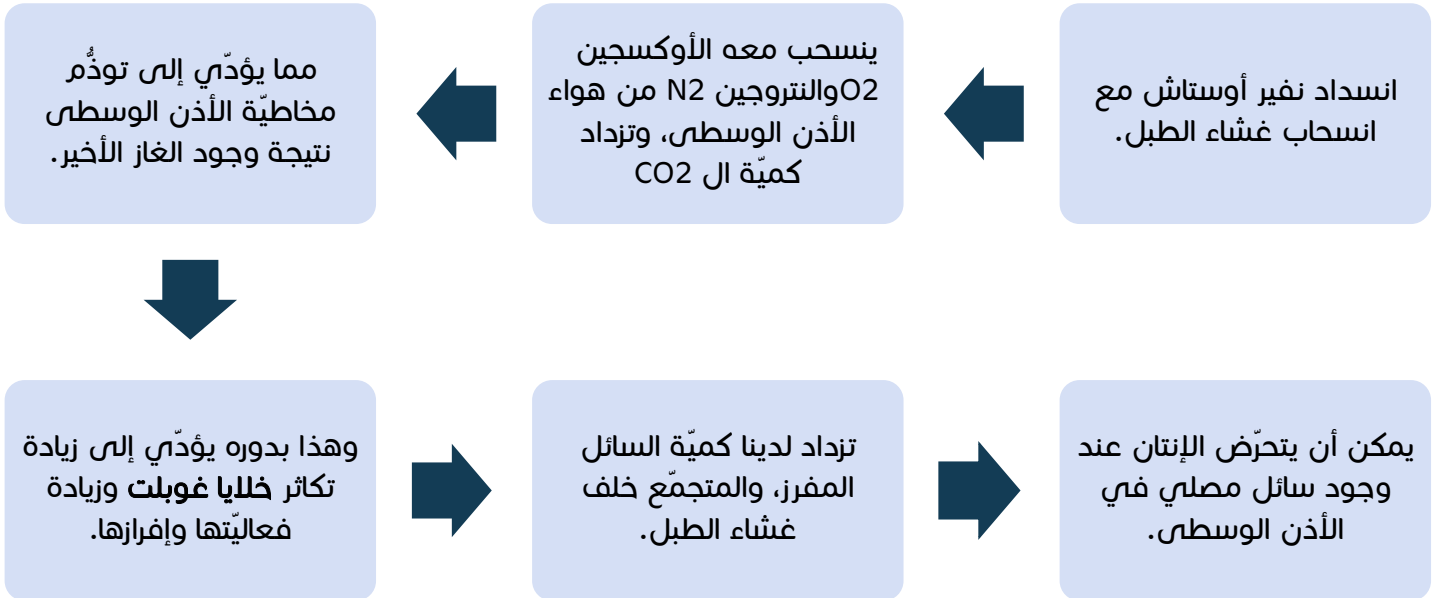 انسداد نفير أوستاش مع
انسحاب غشاء الطبل.
ينسحب معه الأوكسجين
O2والنتروجين N2 من هواء
الأذن الوسطى، وتزداد
كميّة ال CO2
مما يؤدّي إلى توذُّم
مخاطيّة الأذن الوسطى
نتيجة وجود الغاز الأخير.
وهذا بدوره يؤدّي إلى زيادة
تكاثر خلايا غوبلت وزيادة
فعاليّتها وإفرازها.
تزداد لدينا كميّة السائل
المفرز، والمتجمّع خلف
غشاء الطبل.
يمكن أن يتحرّض الإنتان عند
وجود سائل مصلي في
الأذن الوسطى.